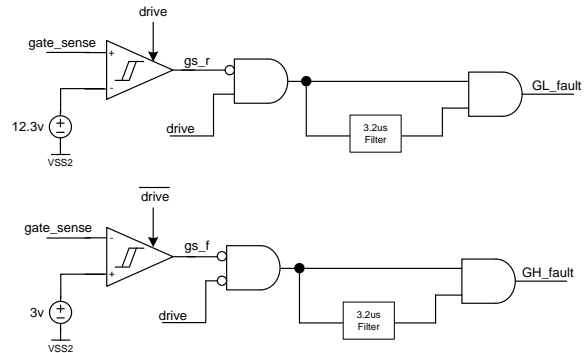 drive
gate_sense
gs_r
+
-
GL_fault
12.3v
+
-
drive
3.2us
Filter
VSS2
drive
gate_sense
gs_f
-
+
GH_fault
3v
+
-
drive
3.2us
Filter
VSS2